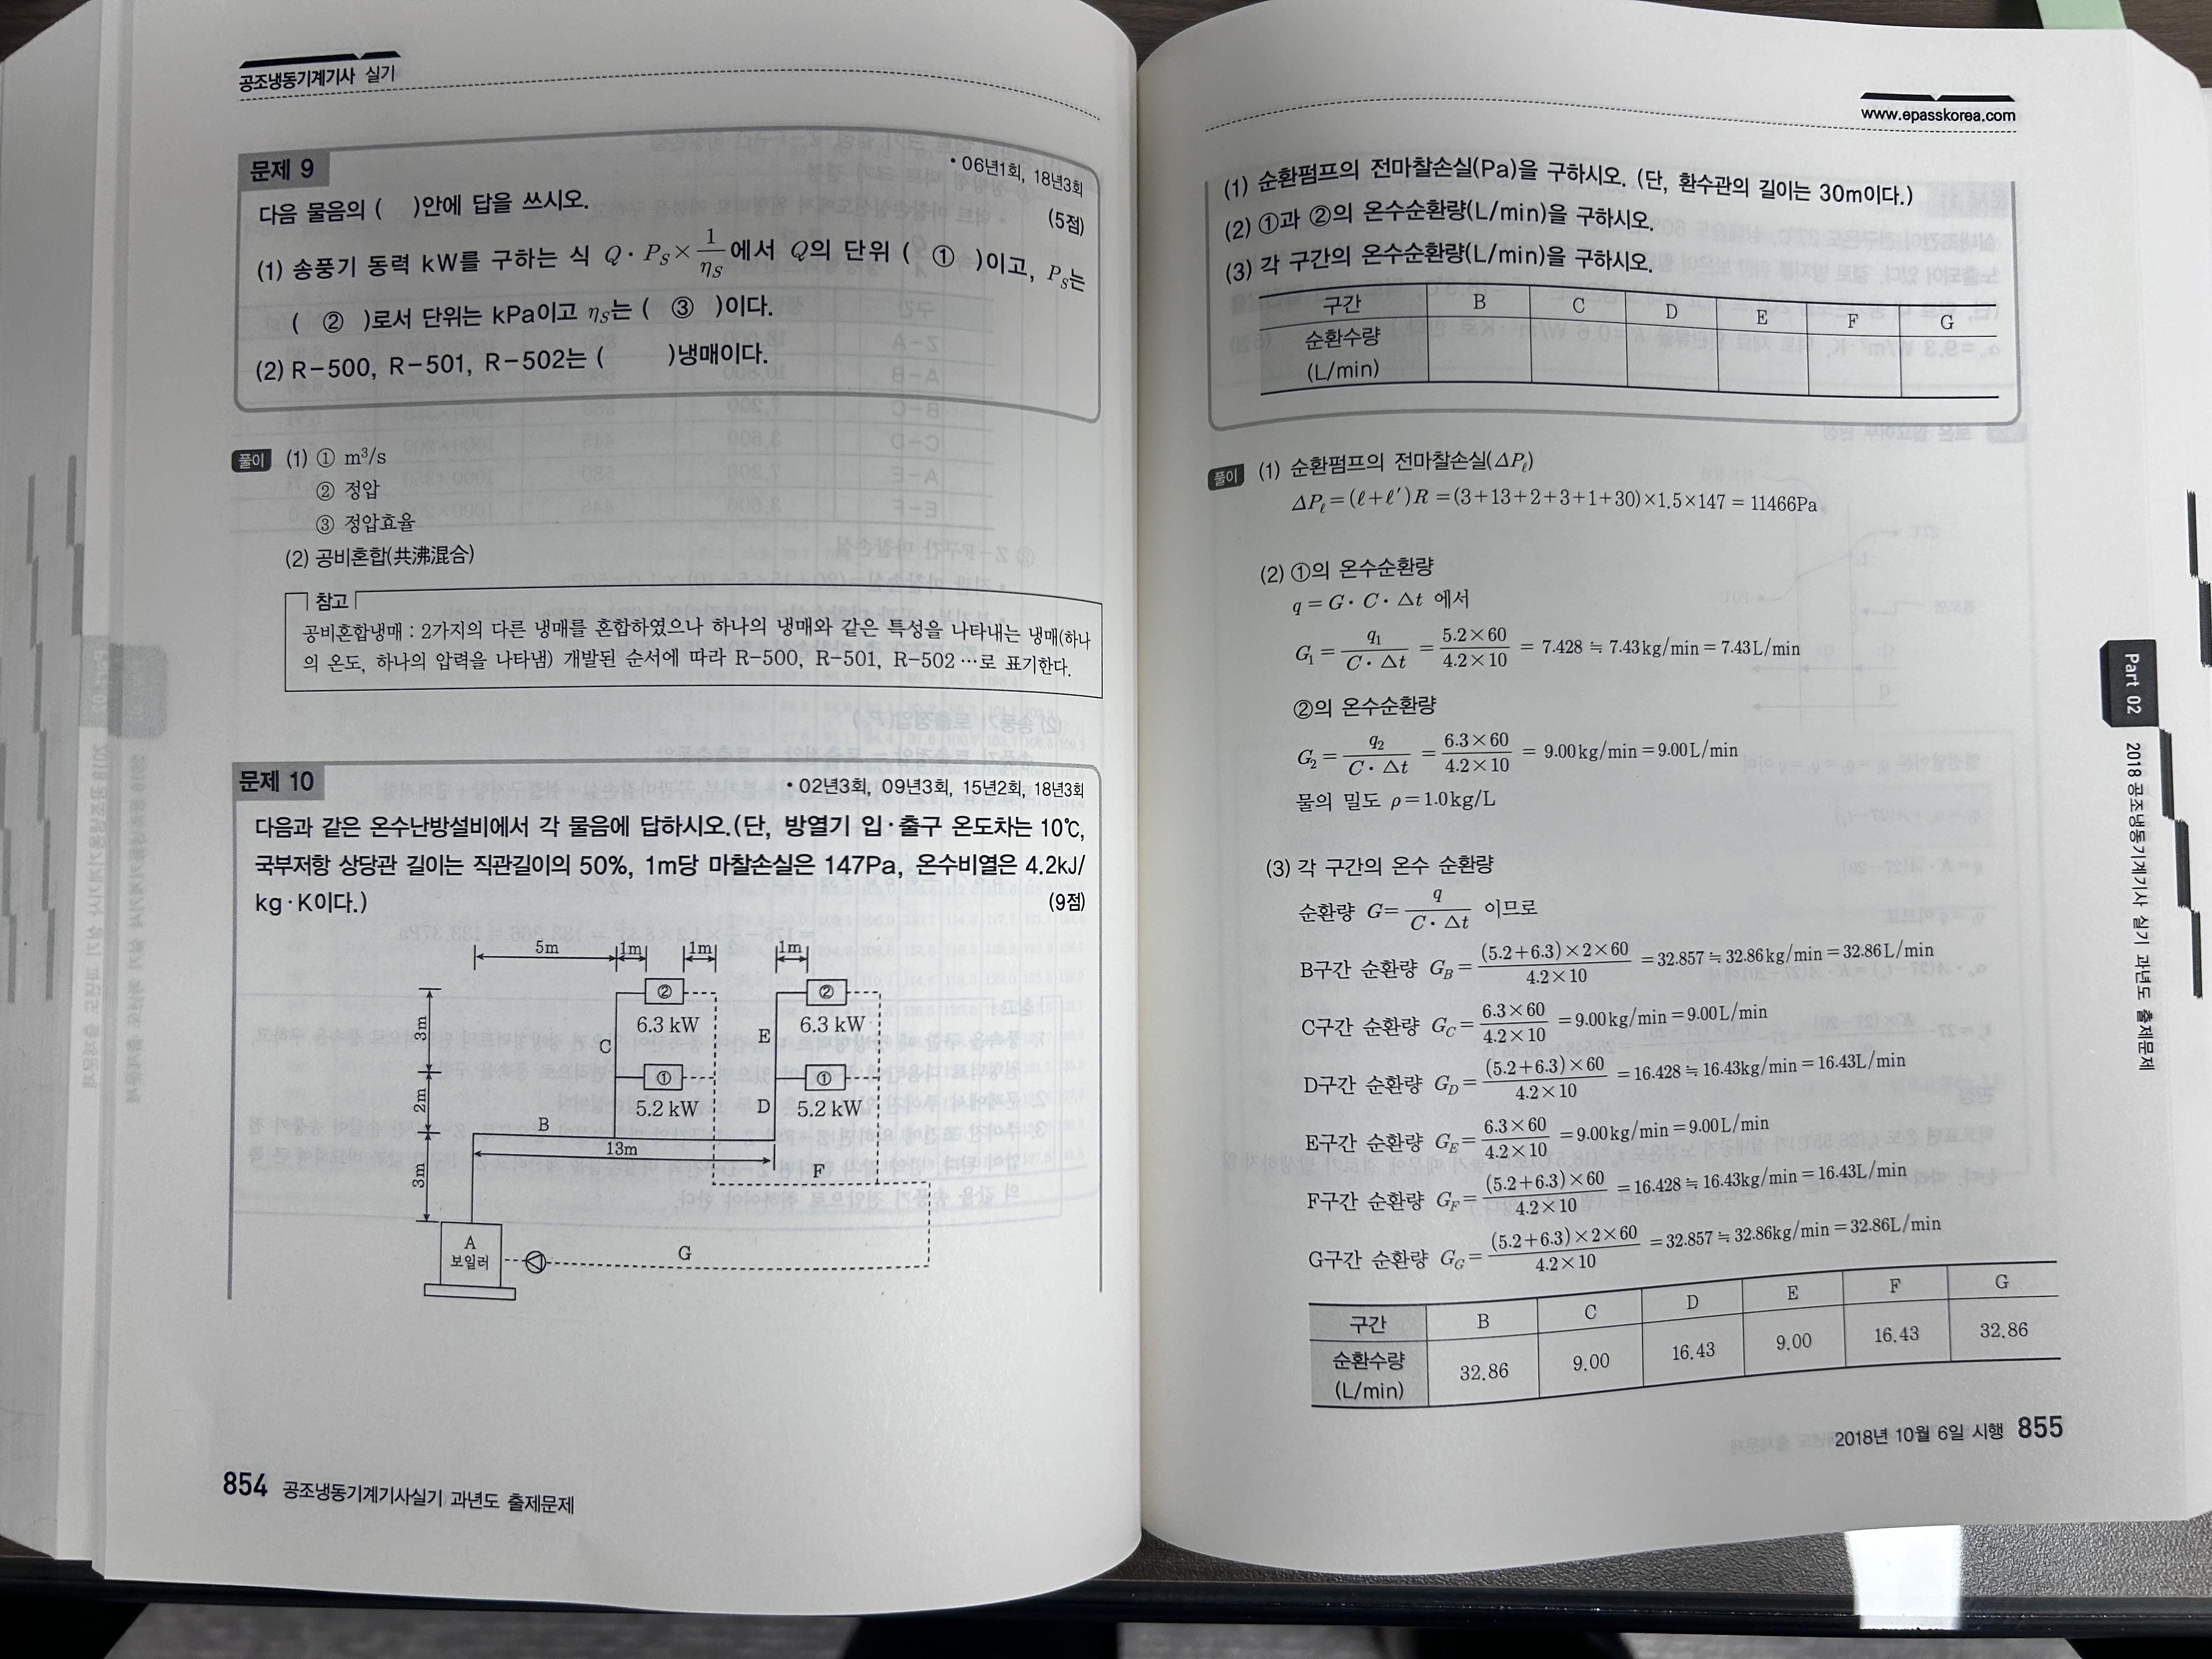 공조냉동기계기사 실기
문제 9
• 06년1회, 18년3회
다음 물음의 ( )안에 답을 쓰시오.
(5점)
(1) 송풍기 동력 kW를 구하는 식 Q · P_S × 1/η_S 에서 Q의 단위 ( ① )이고, P_S는
( ② )로서 단위는 kPa이고 η_S는 ( ③ )이다.
(2) R-500, R-501, R-502는 ( )냉매이다.
풀이 (1) ① m³/s
② 정압
③ 정압효율
(2) 공비혼합(共沸混合)
참고
공비혼합냉매 : 2가지의 다른 냉매를 혼합하였으나 하나의 냉매와 같은 특성을 나타내는 냉매(하나
의 온도, 하나의 압력을 나타냄) 개발된 순서에 따라 R-500, R-501, R-502 …로 표기한다.
문제 10
• 02년3회, 09년3회, 15년2회, 18년3회
다음과 같은 온수난방설비에서 각 물음에 답하시오.(단, 방열기 입·출구 온도차는 10℃,
국부저항 상당관 길이는 직관길이의 50%, 1m당 마찰손실은 147Pa, 온수비열은 4.2kJ/
kg·K이다.)
(9점)
5m 1m 1m 1m
② ②
3m 6.3 kW E 6.3 kW
C
① ①
2m 5.2 kW D 5.2 kW
B
13m
3m F
A
보일러
G
854 공조냉동기계기사실기 과년도 출제문제
www.epasskorea.com
(1) 순환펌프의 전마찰손실(Pa)을 구하시오. (단, 환수관의 길이는 30m이다.)
(2) ①과 ②의 온수순환량(L/min)을 구하시오.
(3) 각 구간의 온수순환량(L/min)을 구하시오.
구간 B C D E F G
순환수량
(L/min)
풀이 (1) 순환펌프의 전마찰손실(ΔP_ℓ)
ΔP_ℓ = (ℓ+ℓ′)R = (3+13+2+3+1+30)×1.5×147 = 11466Pa
(2) ①의 온수순환량
q = G · C · Δt 에서
G₁ = q₁/(C · Δt) = (5.2×60)/(4.2×10) = 7.428 ≒ 7.43kg/min = 7.43L/min
②의 온수순환량
G₂ = q₂/(C · Δt) = (6.3×60)/(4.2×10) = 9.00kg/min = 9.00L/min
물의 밀도 ρ = 1.0kg/L
(3) 각 구간의 온수 순환량
순환량 G = q/(C · Δt) 이므로
B구간 순환량 G_B = ((5.2+6.3)×2×60)/(4.2×10) = 32.857 ≒ 32.86kg/min = 32.86L/min
C구간 순환량 G_C = (6.3×60)/(4.2×10) = 9.00kg/min = 9.00L/min
D구간 순환량 G_D = ((5.2+6.3)×60)/(4.2×10) = 16.428 ≒ 16.43kg/min = 16.43L/min
E구간 순환량 G_E = (6.3×60)/(4.2×10) = 9.00kg/min = 9.00L/min
F구간 순환량 G_F = ((5.2+6.3)×60)/(4.2×10) = 16.428 ≒ 16.43kg/min = 16.43L/min
G구간 순환량 G_G = ((5.2+6.3)×2×60)/(4.2×10) = 32.857 ≒ 32.86kg/min = 32.86L/min
구간 B C D E F G
순환수량
(L/min) 32.86 9.00 16.43 9.00 16.43 32.86
2018년 10월 6일 시행 855
Part 02
2018 공조냉동기계기사 실기 과년도 출제문제